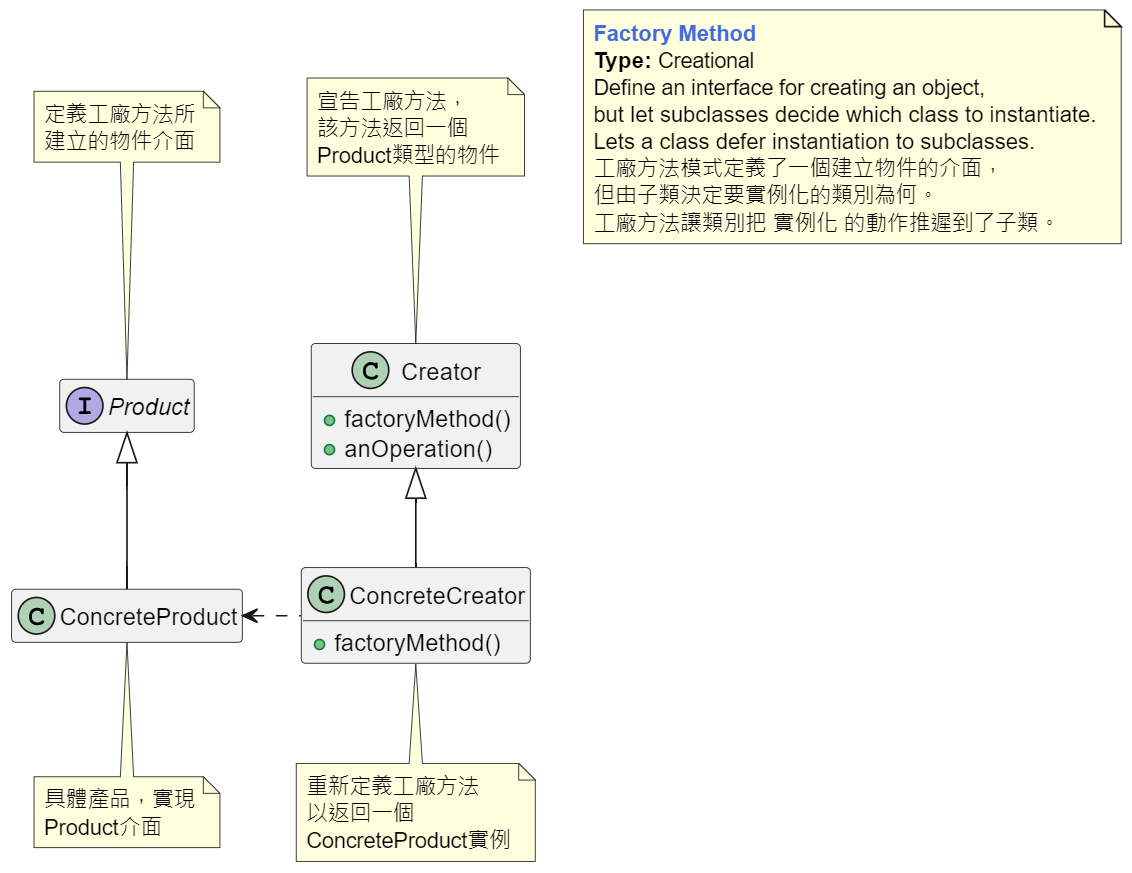 Factory Method
Type: Creational
Define an interface for creating an object,
but let subclasses decide which class to instantiate.
Lets a class defer instantiation to subclasses.
工廠方法模式定義了一個建立物件的介面，
但由子類決定要實例化的類別為何。
工廠方法讓類別把 實例化 的動作推遲到了子類。
定義工廠方法所
建立的物件介面
宣告工廠方法，
該方法返回一個
Product類型的物件
I Product
C Creator
factoryMethod()
anOperation()
C ConcreteProduct
C ConcreteCreator
factoryMethod()
具體產品，實現
Product介面
重新定義工廠方法
以返回一個
ConcreteProduct實例